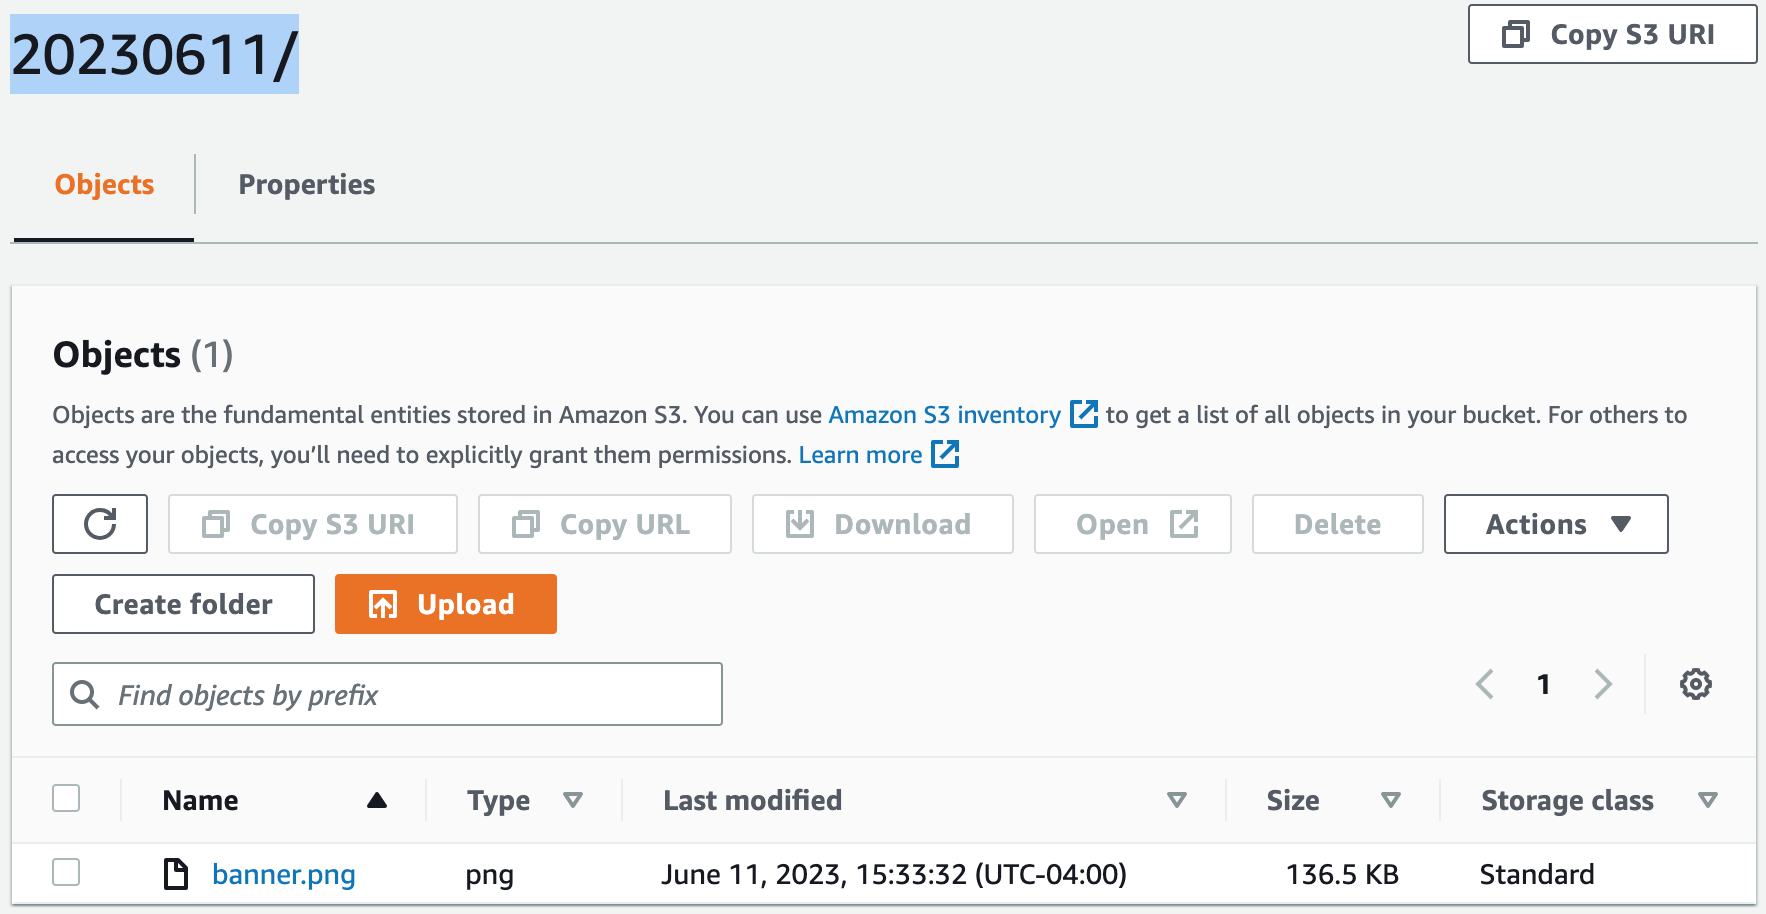 20230611/
Copy S3 URI
Objects
Properties
Objects (1)
Objects are the fundamental entities stored in Amazon S3. You can use Amazon S3 inventory to get a list of all objects in your bucket. For others to
access your objects, you’ll need to explicitly grant them permissions. Learn more
Copy S3 URI Copy URL Download Open Delete Actions
Create folder Upload
Find objects by prefix
1
Name Type Last modified Size Storage class
banner.png png June 11, 2023, 15:33:32 (UTC-04:00) 136.5 KB Standard